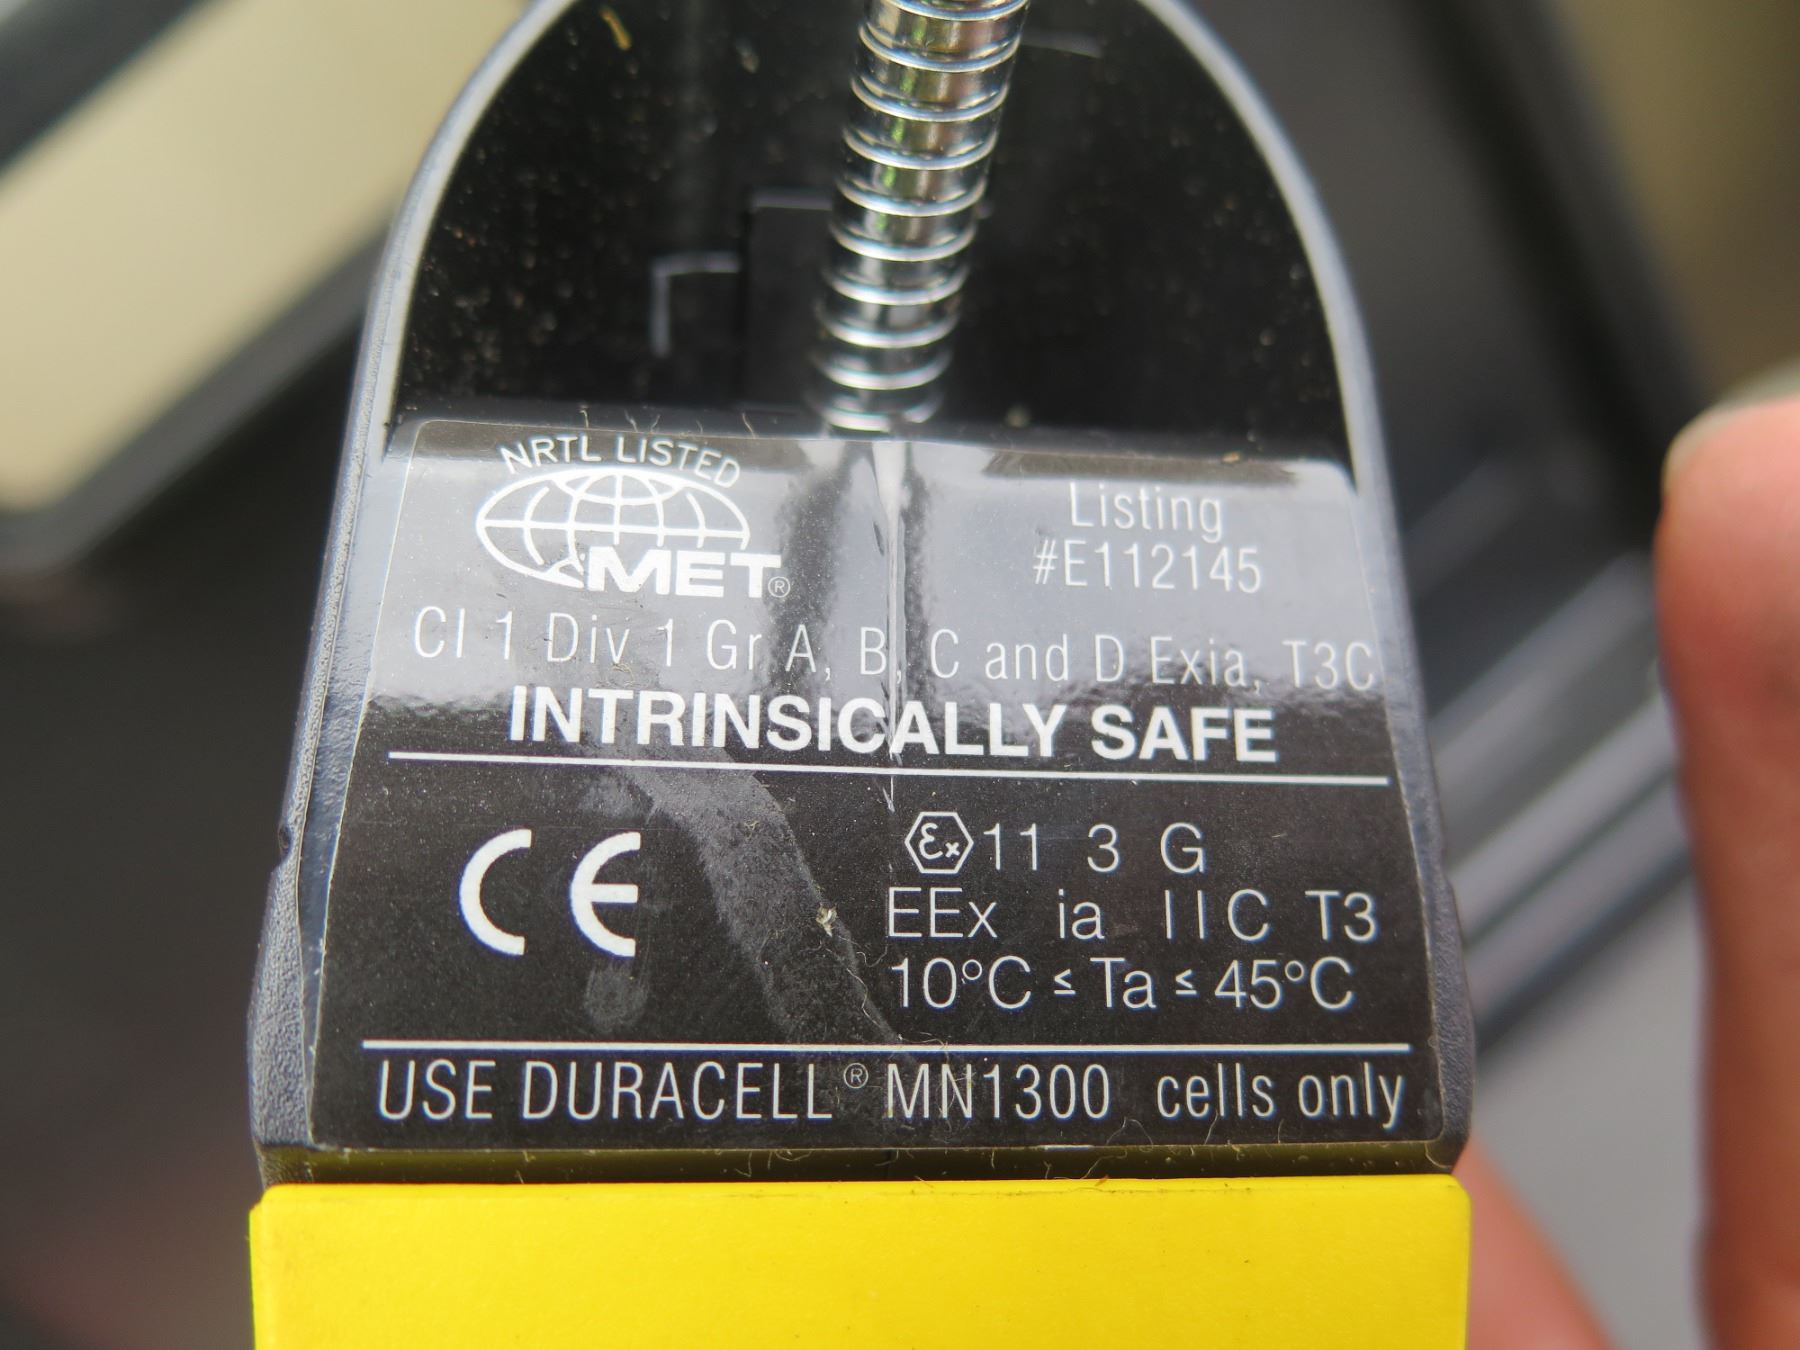 NRTL LISTED
MET®
Listing
#E112145
Cl 1 Div 1 Gr A, B, C and D Exia, T3C
INTRINSICALLY SAFE
CE
Ex 11 3 G
EEx ia IIC T3
10°C ≤ Ta ≤ 45°C
USE DURACELL® MN1300 cells only